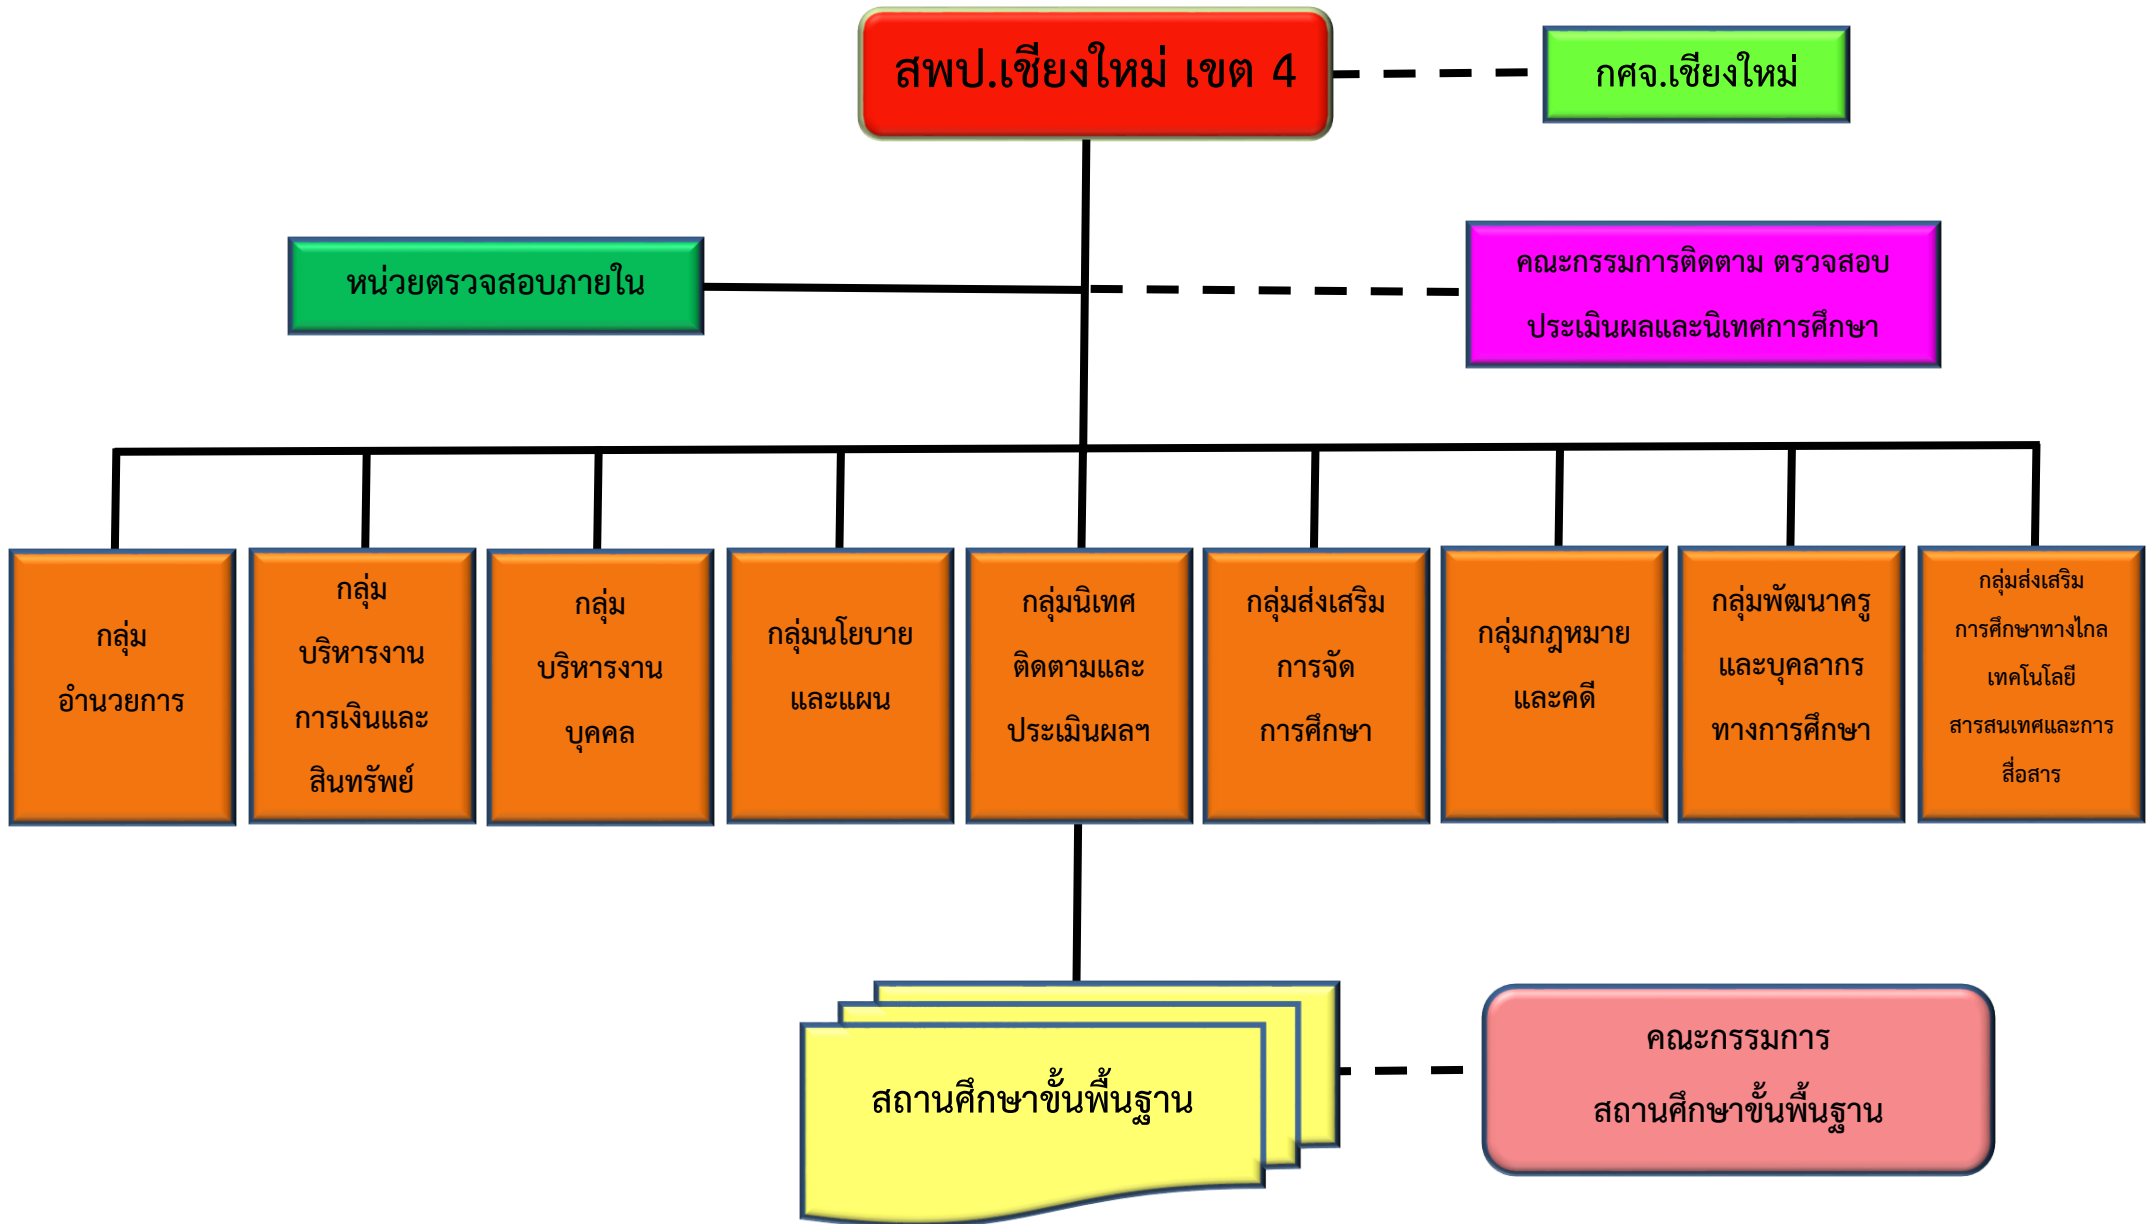 สพป.เชียงใหม่ เขต 4
กศจ.เชียงใหม่
หน่วยตรวจสอบภายใน
คณะกรรมการติดตาม ตรวจสอบ
ประเมินผลและนิเทศการศึกษา
กลุ่ม
อำนวยการ
กลุ่ม
บริหารงาน
การเงินและ
สินทรัพย์
กลุ่ม
บริหารงาน
บุคคล
กลุ่มนโยบาย
และแผน
กลุ่มนิเทศ
ติดตามและ
ประเมินผลฯ
กลุ่มส่งเสริม
การจัด
การศึกษา
กลุ่มกฎหมาย
และคดี
กลุ่มพัฒนาครู
และบุคลากร
ทางการศึกษา
กลุ่มส่งเสริม
การศึกษาทางไกล
เทคโนโลยี
สารสนเทศและการ
สื่อสาร
สถานศึกษาขั้นพื้นฐาน
คณะกรรมการ
สถานศึกษาขั้นพื้นฐาน